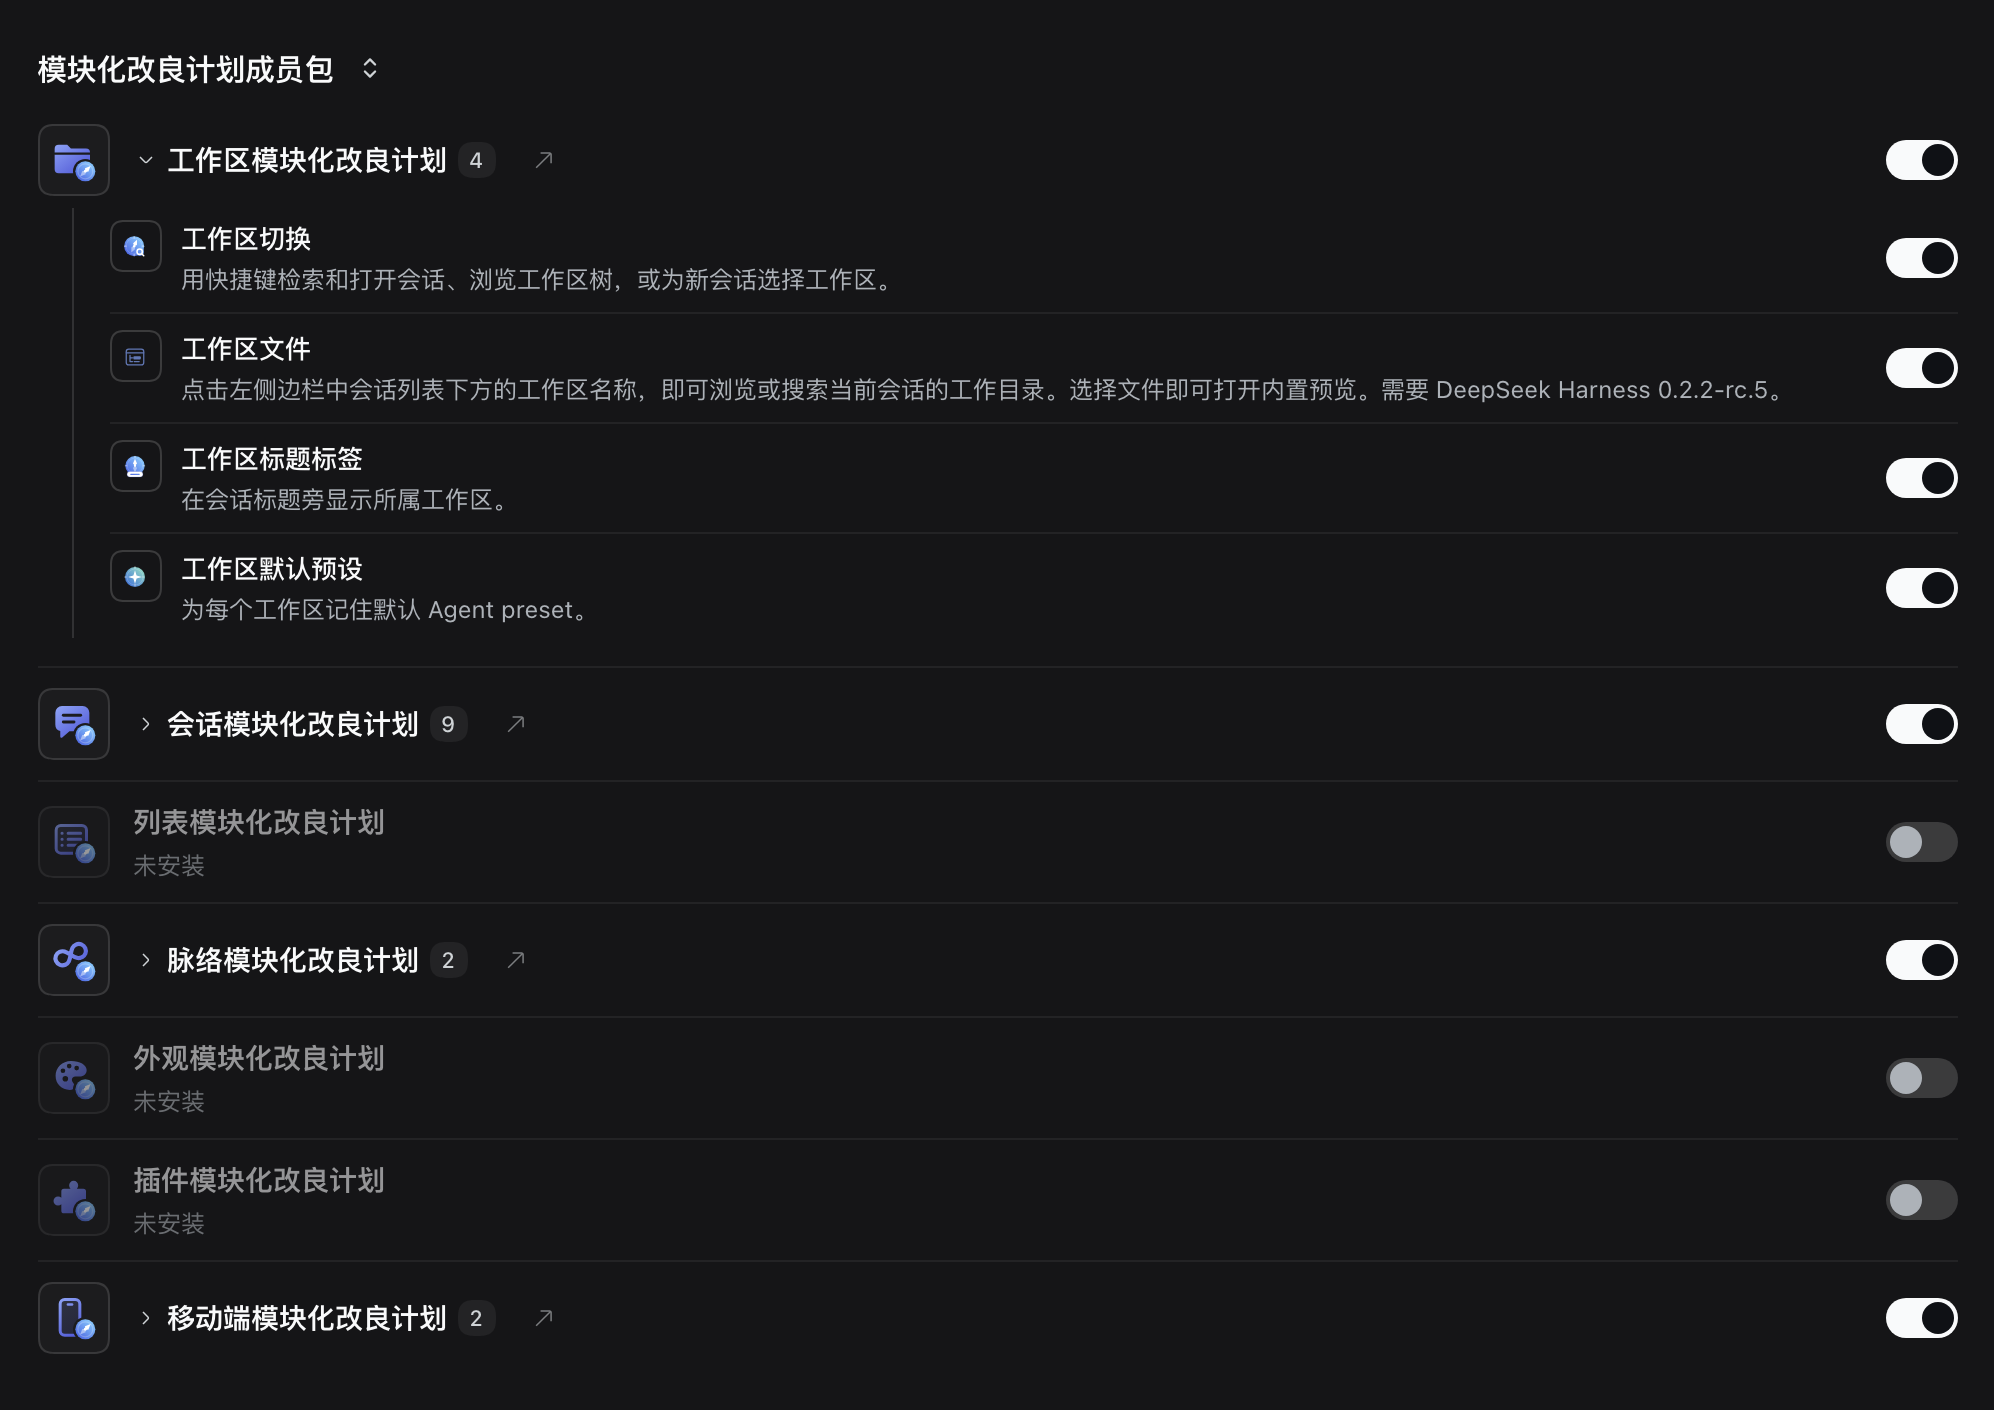 模块化改良计划成员包
工作区模块化改良计划 4
工作区切换
用快捷键检索和打开会话、浏览工作区树，或为新会话选择工作区。
工作区文件
点击左侧边栏中会话列表下方的工作区名称，即可浏览或搜索当前会话的工作目录。选择文件即可打开内置预览。需要 DeepSeek Harness 0.2.2-rc.5。
工作区标题标签
在会话标题旁显示所属工作区。
工作区默认预设
为每个工作区记住默认 Agent preset。
会话模块化改良计划 9
列表模块化改良计划
未安装
脉络模块化改良计划 2
外观模块化改良计划
未安装
插件模块化改良计划
未安装
移动端模块化改良计划 2